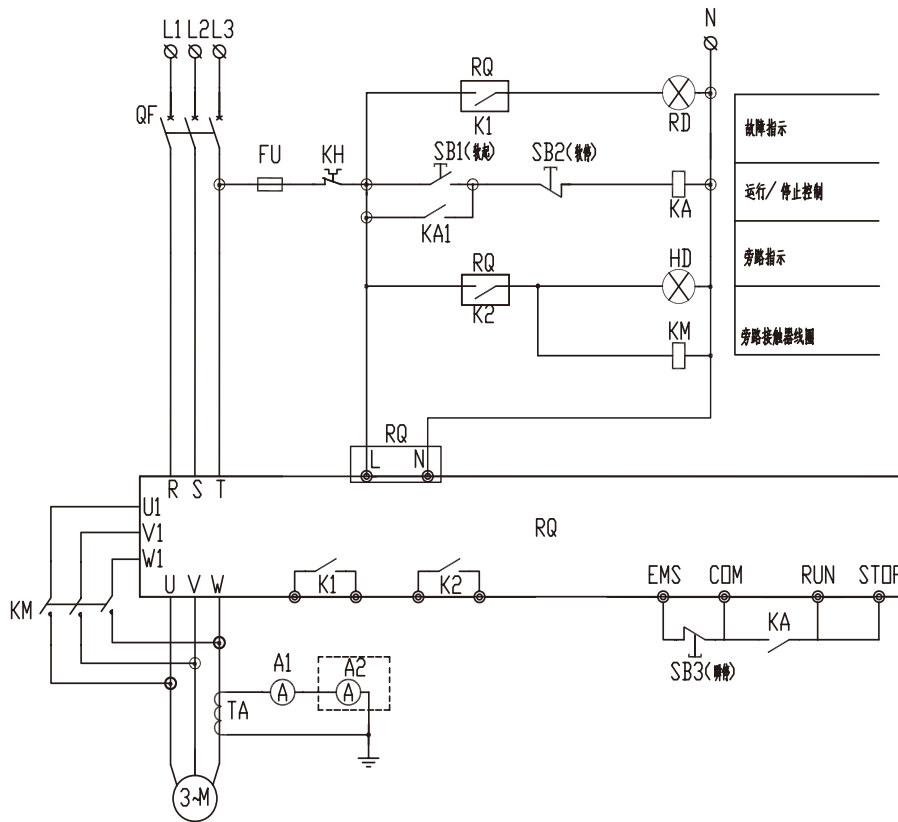 L1 L2 L3
N
QF
RQ
K1
RD
故障指示
FU
KH
SB1(软起)
SB2(软停)
KA
运行/停止控制
KA1
RQ
K2
HD
旁路指示
KM
旁路接触器线圈
RQ
L N
R S T
U1
V1
W1
RQ
U V W
K1
K2
EMS COM RUN STOP
KM
KA
SB3(瞬停)
A1
A2
A
A
TA
3~M